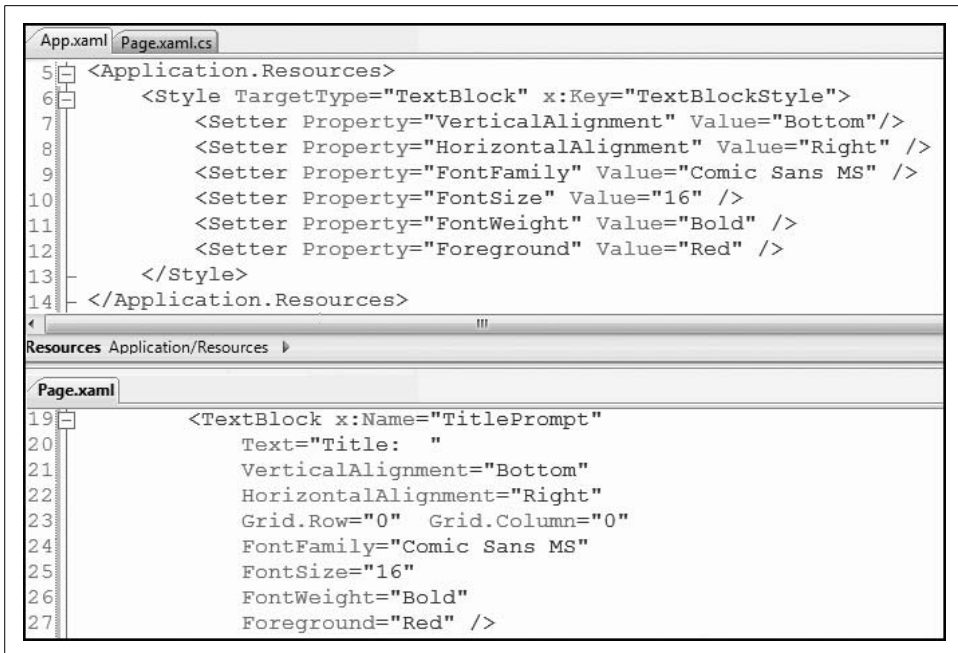 App.xaml Page.xaml.cs
5 <Application.Resources>
6 <Style TargetType="TextBlock" x:Key="TextBlockStyle">
7 <Setter Property="VerticalAlignment" Value="Bottom"/>
8 <Setter Property="HorizontalAlignment" Value="Right" />
9 <Setter Property="FontFamily" Value="Comic Sans MS" />
10 <Setter Property="FontSize" Value="16" />
11 <Setter Property="FontWeight" Value="Bold" />
12 <Setter Property="Foreground" Value="Red" />
13 </Style>
14 </Application.Resources>
Resources Application/Resources
Page.xaml
19 <TextBlock x:Name="TitlePrompt"
20 Text="Title:  "
21 VerticalAlignment="Bottom"
22 HorizontalAlignment="Right"
23 Grid.Row="0"  Grid.Column="0"
24 FontFamily="Comic Sans MS"
25 FontSize="16"
26 FontWeight="Bold"
27 Foreground="Red" />